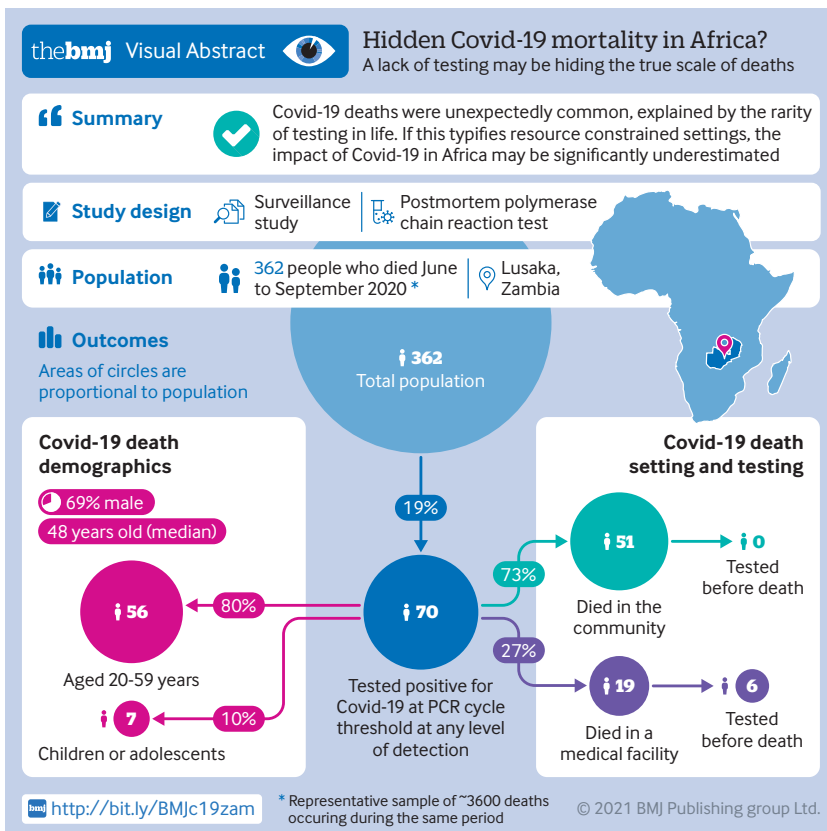 thebmj Visual Abstract
Hidden Covid-19 mortality in Africa?
A lack of testing may be hiding the true scale of deaths
Summary
Covid-19 deaths were unexpectedly common, explained by the rarity
of testing in life. If this typifies resource constrained settings, the
impact of Covid-19 in Africa may be significantly underestimated
Study design
Surveillance
study
Postmortem polymerase
chain reaction test
Population
362 people who died June
to September 2020 *
Lusaka,
Zambia
Outcomes
Areas of circles are
proportional to population
362
Total population
19%
Covid-19 death
demographics
69% male
48 years old (median)
56
80%
Aged 20-59 years
7
10%
Children or adolescents
70
Tested positive for
Covid-19 at PCR cycle
threshold at any level
of detection
Covid-19 death
setting and testing
73%
51
Died in the
community
0
Tested
before death
27%
19
Died in a
medical facility
6
Tested
before death
bmj http://bit.ly/BMJc19zam
* Representative sample of ~3600 deaths
occuring during the same period
© 2021 BMJ Publishing group Ltd.